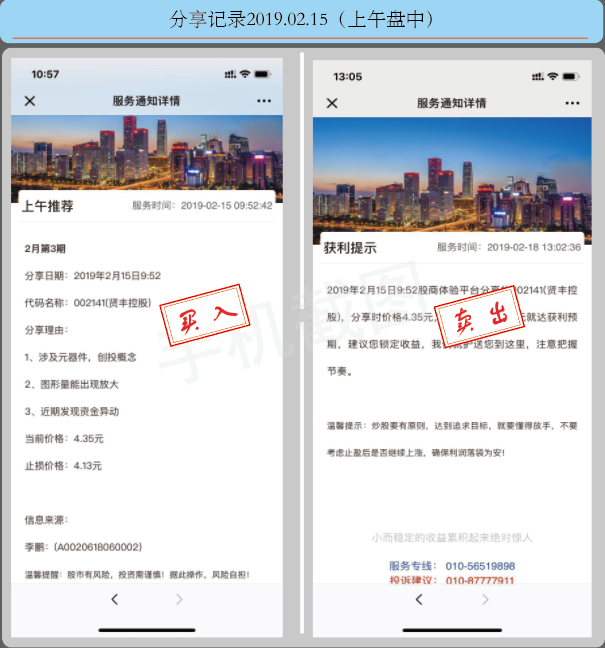 分享记录2019.02.15（上午盘中）
10:57
服务通知详情
上午推荐
服务时间：2019-02-15 09:52:42
2月第3期
分享日期：2019年2月15日9:52
代码名称：002141(贤丰控股)
分享理由：
1、涉及元器件，创投概念
2、图形量能出现放大
3、近期发现资金异动
当前价格：4.35元
止损价格：4.13元
信息来源：
李鹏：(A0020618060002)
温馨提醒：股市有风险，投资需谨慎！据此操作，风险自担！
买入
13:05
服务通知详情
获利提示
服务时间：2019-02-18 13:02:36
2019年2月15日9:52股商体验平台分享 002141(贤丰控
股)，分享时价格4.35元， 天就达获利预
期，建议您锁定收益，我 护送您到这里，注意把握
节奏。
卖出
温馨提示：炒股要有原则，达到追求目标，就要懂得放手，不要
考虑止盈后是否继续上涨，确保利润落袋为安！
小而稳定的收益累积起来绝对惊人
服务专线： 010-56519898
投诉建议： 010-87777911
手机截图